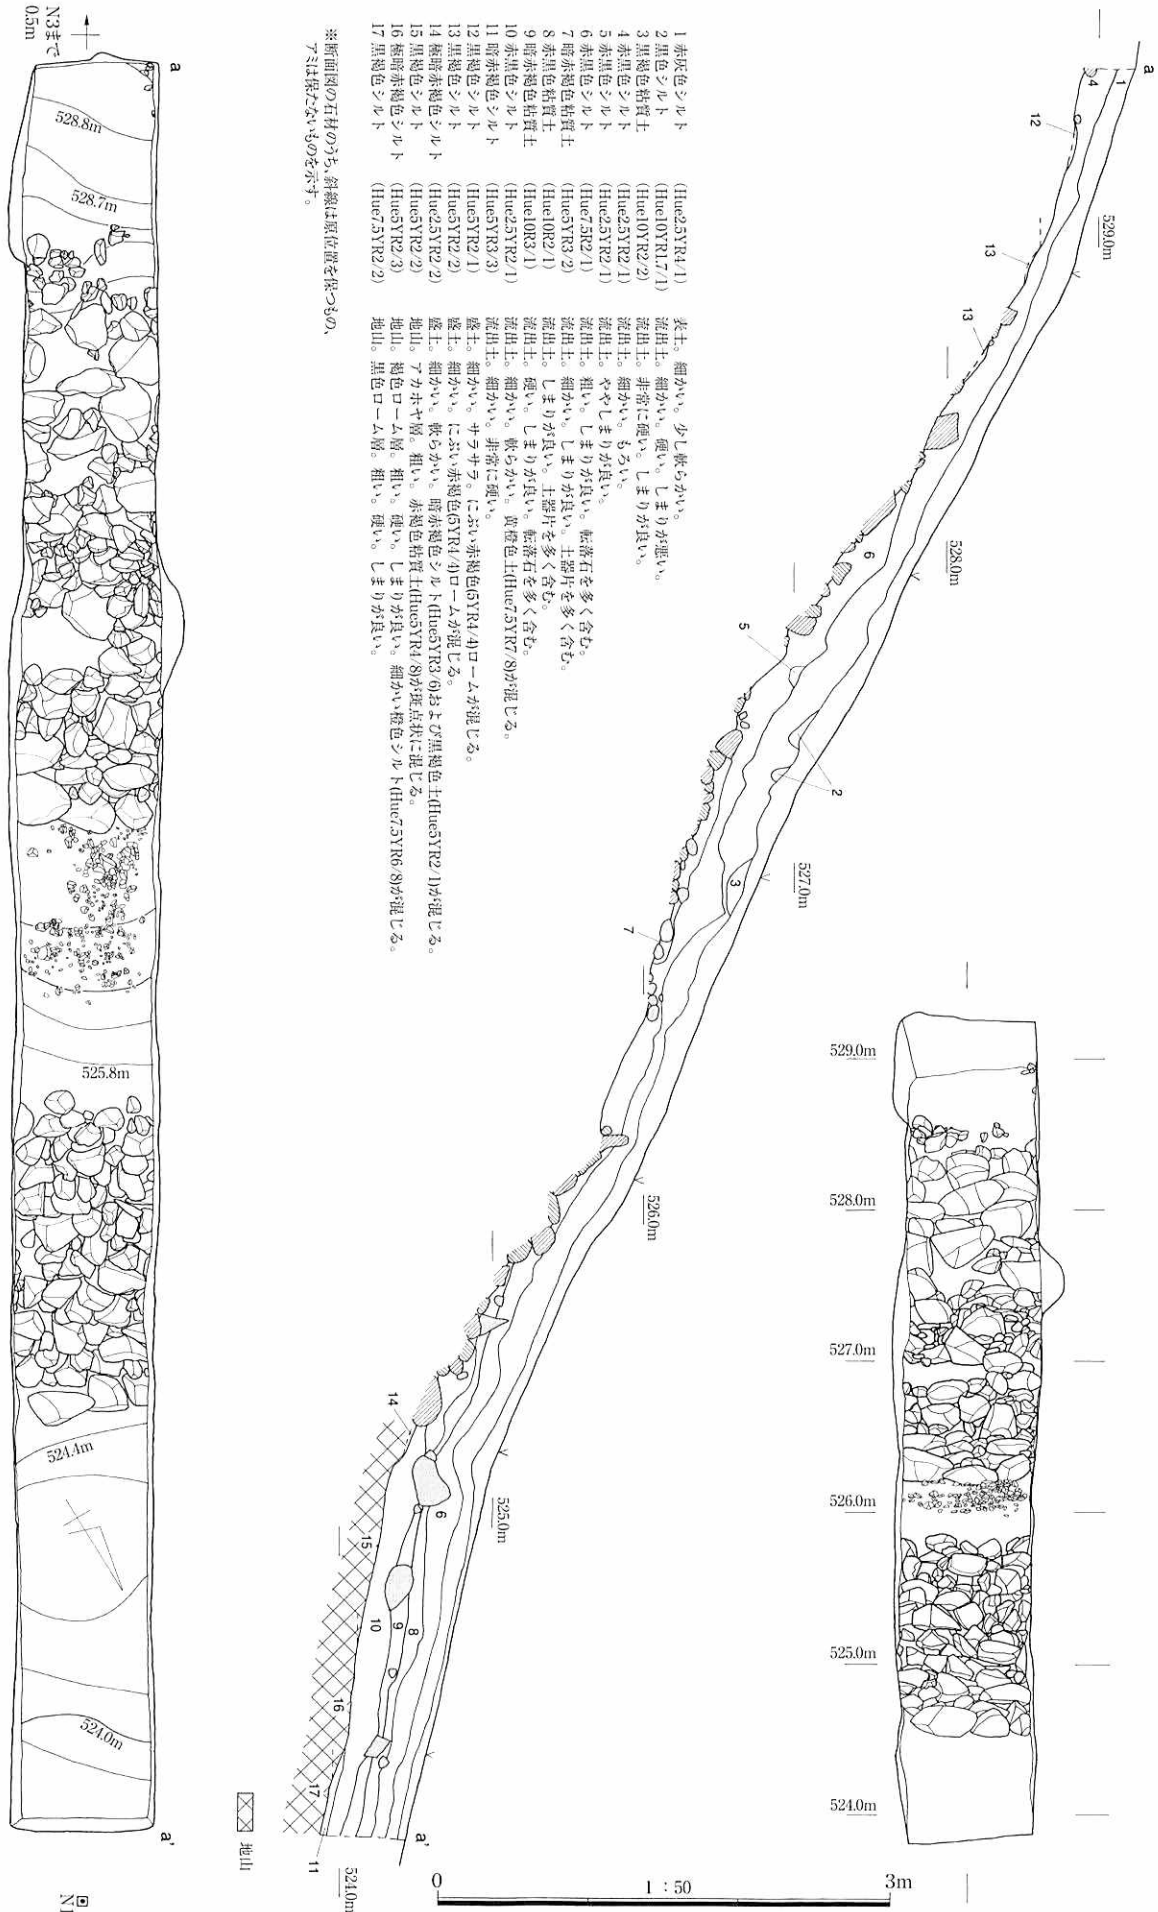 1 赤灰色シルト (Hue2.5YR4/1) 表土。細かい。少し軟らかい。
2 黒色シルト (Hue10YR1.7/1) 流出土。細かい。硬い。しまりが悪い。
3 黒褐色粘質土 (Hue10YR2/2) 流出土。非常に硬い。しまりが良い。
4 赤黒色シルト (Hue2.5YR2/1) 流出土。細かい。もろい。
5 赤黒色シルト (Hue2.5YR2/1) 流出土。ややしまりが良い。
6 赤黒色シルト (Hue7.5R2/1) 流出土。粗い。しまりが良い。転落石を多く含む。
7 暗赤褐色粘質土 (Hue5YR3/2) 流出土。細かい。しまりが良い。土器片を多く含む。
8 赤黒色粘質土 (Hue10R2/1) 流出土。しまりが良い。土器片を多く含む。
9 暗赤褐色粘質土 (Hue10R3/1) 流出土。硬い。しまりが良い。転落石を多く含む。
10 赤黒色シルト (Hue2.5YR2/1) 流出土。細かい。軟らかい。黄橙色土(Hue7.5YR7/8)が混じる。
11 暗赤褐色シルト (Hue5YR3/3) 流出土。細かい。非常に硬い。
12 黒褐色シルト (Hue5YR2/1) 盛土。細かい。サラサラ。にぶい赤褐色(5YR4/4)ロームが混じる。
13 黒褐色シルト (Hue5YR2/2) 盛土。細かい。にぶい赤褐色(5YR4/4)ロームが混じる。
14 極暗赤褐色シルト (Hue2.5YR2/2) 盛土。細かい。軟らかい。暗赤褐色シルト(Hue5YR3/6)および黒褐色土(Hue5YR2/1)が混じる。
15 黒褐色シルト (Hue5YR2/2) 地山。アカホヤ層。粗い。赤褐色粘質土(Hue5YR4/8)が斑点状に混じる。
16 極暗赤褐色シルト (Hue5YR2/3) 地山。褐色ローム層。粗い。硬い。しまりが良い。細かい橙色シルト(Hue7.5YR6/8)が混じる。
17 黒褐色シルト (Hue7.5YR2/2) 地山。黒色ローム層。粗い。硬い。しまりが良い。
※断面図の石材のうち、斜線は原位置を保つもの、
アミは保たないものを示す。
N3まで
0.5m
a
528.8m
528.7m
525.8m
524.4m
524.0m
a'
N1
a
1
4
12
13
13
6
5
2
3
7
14
6
15
10
9
8
16
17
11
a'
529.0m
528.0m
527.0m
526.0m
525.0m
524.0m
地山
529.0m
528.0m
527.0m
526.0m
525.0m
524.0m
0
1：50
3m